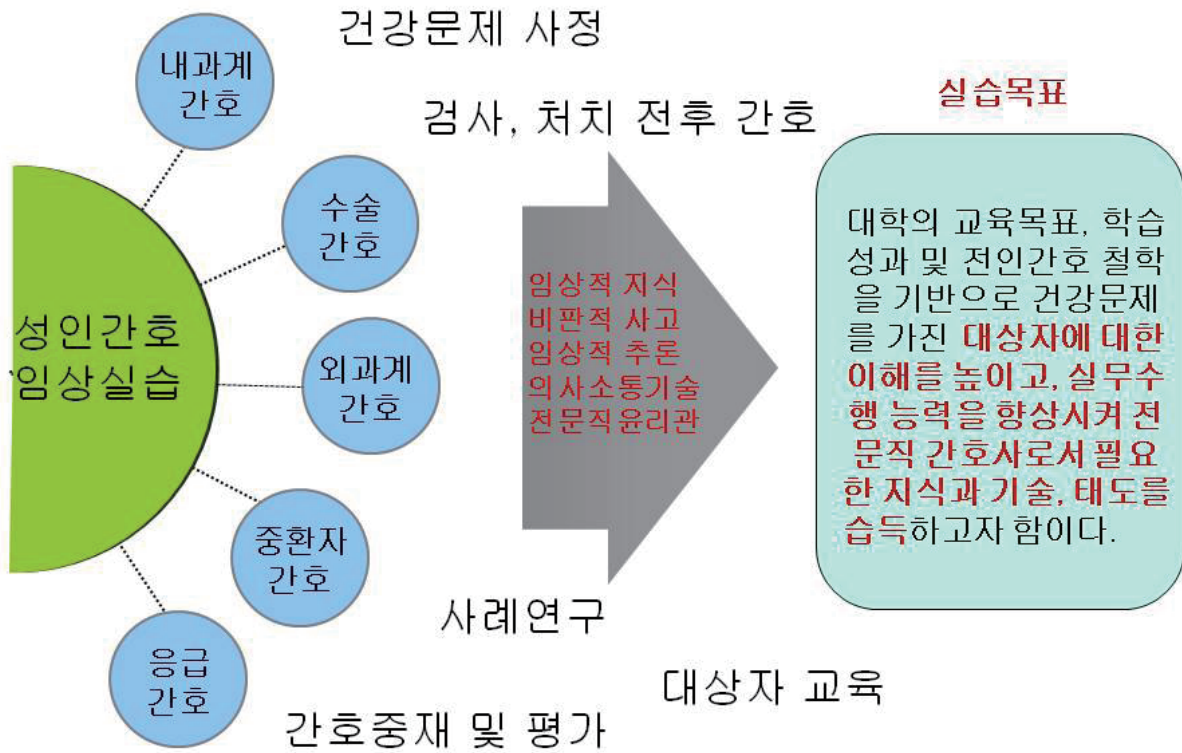 건강문제 사정
검사, 처치 전후 간호
내과계
간호
수술
간호
외과계
간호
중환자
간호
응급
간호
성인간호
임상실습
임상적 지식
비판적 사고
임상적 추론
의사소통기술
전문직윤리관
사례연구
대상자 교육
간호중재 및 평가
실습목표
대학의 교육목표, 학습
성과 및 전인간호 철학
을 기반으로 건강문제
를 가진 대상자에 대한
이해를 높이고, 실무수
행 능력을 향상시켜 전
문직 간호사로서 필요
한 지식과 기술, 태도를
습득하고자 함이다.